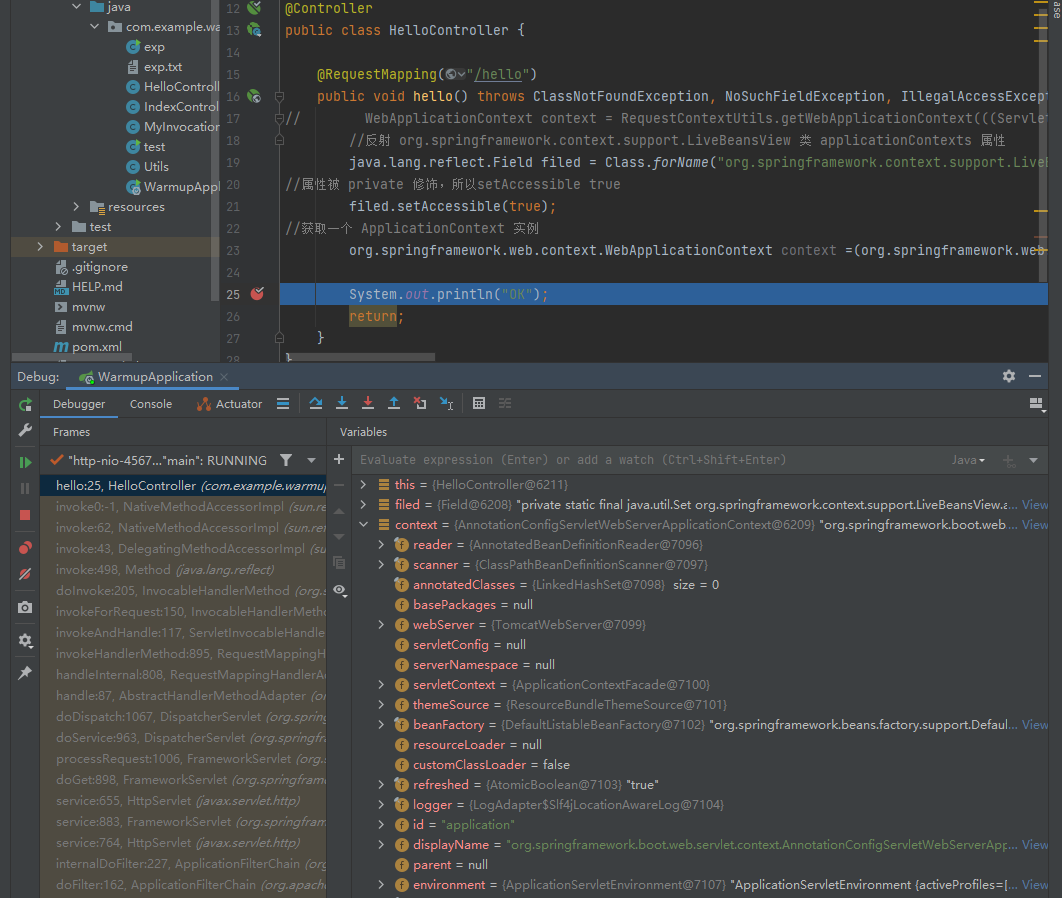 java
com.example.wa
exp
exp.txt
HelloControll
IndexControl
MyInvocation
test
Utils
WarmupAppl
resources
test
target
.gitignore
HELP.md
mvnw
mvnw.cmd
pom.xml
12 @Controller
13 public class HelloController {
14
15 @RequestMapping("/hello")
16 public void hello() throws ClassNotFoundException, NoSuchFieldException, IllegalAccessExcept
17 // WebApplicationContext context = RequestContextUtils.getWebApplicationContext(((Servlet
18 //反射 org.springframework.context.support.LiveBeansView 类 applicationContexts 属性
19 java.lang.reflect.Field filed = Class.forName("org.springframework.context.support.LiveB
20 //属性被 private 修饰，所以setAccessible true
21 filed.setAccessible(true);
22 //获取一个 ApplicationContext 实例
23 org.springframework.web.context.WebApplicationContext context =(org.springframework.web
24
25 System.out.println("OK");
26 return;
27 }
28 }
ase
Debug: WarmupApplication
Debugger Console Actuator
Frames
"http-nio-4567..."main": RUNNING
hello:25, HelloController (com.example.warmup
invoke0:-1, NativeMethodAccessorImpl (sun.re
invoke:62, NativeMethodAccessorImpl (sun.ref
invoke:43, DelegatingMethodAccessorImpl (su
invoke:498, Method (java.lang.reflect)
doInvoke:205, InvocableHandlerMethod (org.s
invokeForRequest:150, InvocableHandlerMetho
invokeAndHandle:117, ServletInvocableHandle
invokeHandlerMethod:895, RequestMappingH
handleInternal:808, RequestMappingHandlerA
handle:87, AbstractHandlerMethodAdapter (or
doDispatch:1067, DispatcherServlet (org.spring
doService:963, DispatcherServlet (org.springfr
processRequest:1006, FrameworkServlet (org.s
doGet:898, FrameworkServlet (org.springframe
service:655, HttpServlet (javax.servlet.http)
service:883, FrameworkServlet (org.springfram
service:764, HttpServlet (javax.servlet.http)
internalDoFilter:227, ApplicationFilterChain (org
doFilter:162, ApplicationFilterChain (org.apach
Variables
Evaluate expression (Enter) or add a watch (Ctrl+Shift+Enter) Java
this = {HelloController@6211}
filed = {Field@6208} "private static final java.util.Set org.springframework.context.support.LiveBeansView.a... View
context = {AnnotationConfigServletWebServerApplicationContext@6209} "org.springframework.boot.web... View
reader = {AnnotatedBeanDefinitionReader@7096}
scanner = {ClassPathBeanDefinitionScanner@7097}
annotatedClasses = {LinkedHashSet@7098} size = 0
basePackages = null
webServer = {TomcatWebServer@7099}
servletConfig = null
serverNamespace = null
servletContext = {ApplicationContextFacade@7100}
themeSource = {ResourceBundleThemeSource@7101}
beanFactory = {DefaultListableBeanFactory@7102} "org.springframework.beans.factory.support.Defaul... View
resourceLoader = null
customClassLoader = false
refreshed = {AtomicBoolean@7103} "true"
logger = {LogAdapter$Slf4jLocationAwareLog@7104}
id = "application"
displayName = "org.springframework.boot.web.servlet.context.AnnotationConfigServletWebServerApp... View
parent = null
environment = {ApplicationServletEnvironment@7107} "ApplicationServletEnvironment {activeProfiles=[... View